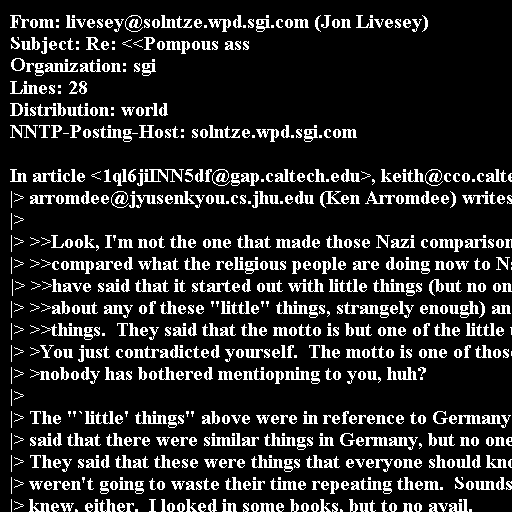 From: livesey@solntze.wpd.sgi.com (Jon Livesey)
Subject: Re: <<Pompous ass
Organization: sgi
Lines: 28
Distribution: world
NNTP-Posting-Host: solntze.wpd.sgi.com

In article <1ql6jiINN5df@gap.caltech.edu>, keith@cco.calte
|> arromdee@jyusenkyou.cs.jhu.edu (Ken Arromdee) writes
|>
|> >>Look, I'm not the one that made those Nazi comparison
|> >>compared what the religious people are doing now to Na
|> >>have said that it started out with little things (but no on
|> >>about any of these "little" things, strangely enough) an
|> >>things.  They said that the motto is but one of the little
|> >You just contradicted yourself.  The motto is one of thos
|> >nobody has bothered mentiopning to you, huh?
|>
|> The "`little' things" above were in reference to Germany
|> said that there were similar things in Germany, but no one
|> They said that these were things that everyone should kno
|> weren't going to waste their time repeating them.  Sounds
|> knew, either.  I looked in some books, but to no avail.